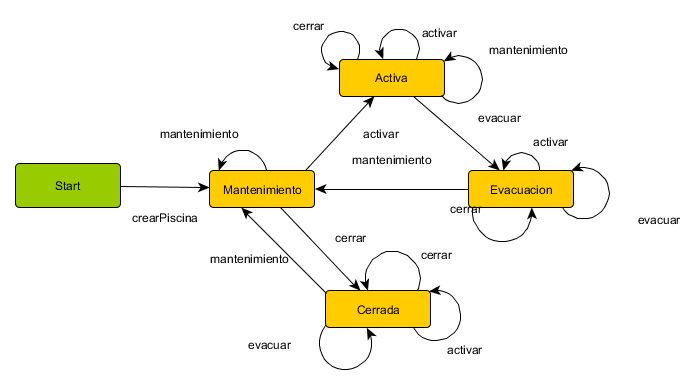 cerrar
activar
mantenimiento
Activa
evacuar
mantenimiento
activar
activar
mantenimiento
Start
Mantenimiento
Evacuacion
crearPiscina
cerrar
evacuar
cerrar
mantenimiento
cerrar
Cerrada
evacuar
activar